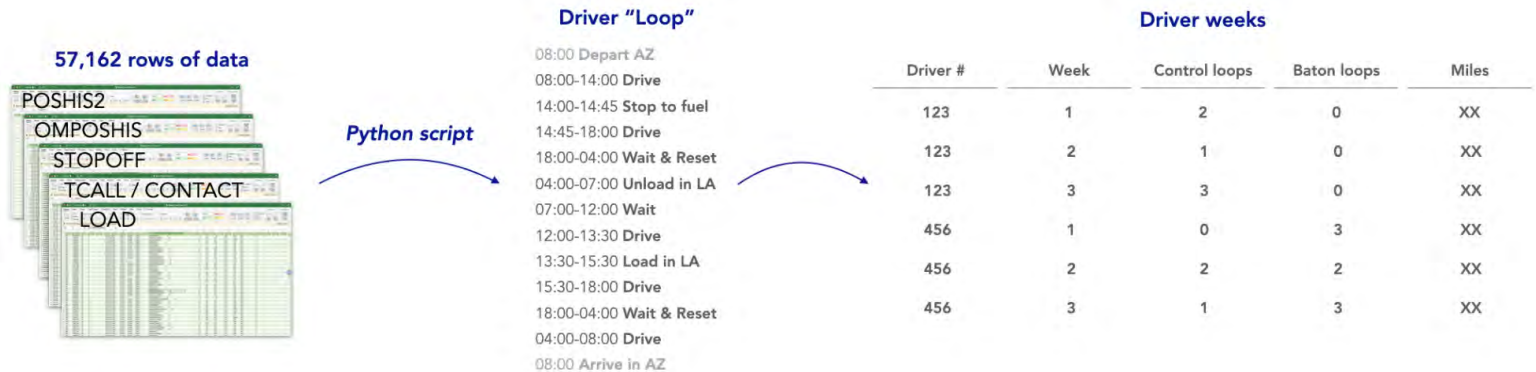 57,162 rows of data
POSHIS2
OMPOSHIS
STOPOFF
TCALL / CONTACT
LOAD
Python script
Driver “Loop”
08:00 Depart AZ
08:00-14:00 Drive
14:00-14:45 Stop to fuel
14:45-18:00 Drive
18:00-04:00 Wait & Reset
04:00-07:00 Unload in LA
07:00-12:00 Wait
12:00-13:30 Drive
13:30-15:30 Load in LA
15:30-18:00 Drive
18:00-04:00 Wait & Reset
04:00-08:00 Drive
08:00 Arrive in AZ
Driver weeks
Driver # Week Control loops Baton loops Miles
123 1 2 0 XX
123 2 1 0 XX
123 3 3 0 XX
456 1 0 3 XX
456 2 2 2 XX
456 3 1 3 XX